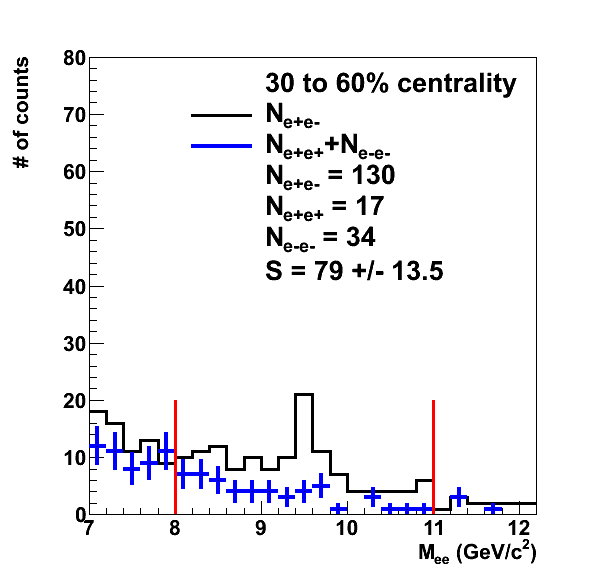 # of counts
80
70
60
50
40
30
20
10
0
30 to 60% centrality
Ne+e-
Ne+e++Ne-e-
Ne+e- = 130
Ne+e+ = 17
Ne-e- = 34
S = 79 +/- 13.5
7 8 9 10 11 12
Mee (GeV/c2)